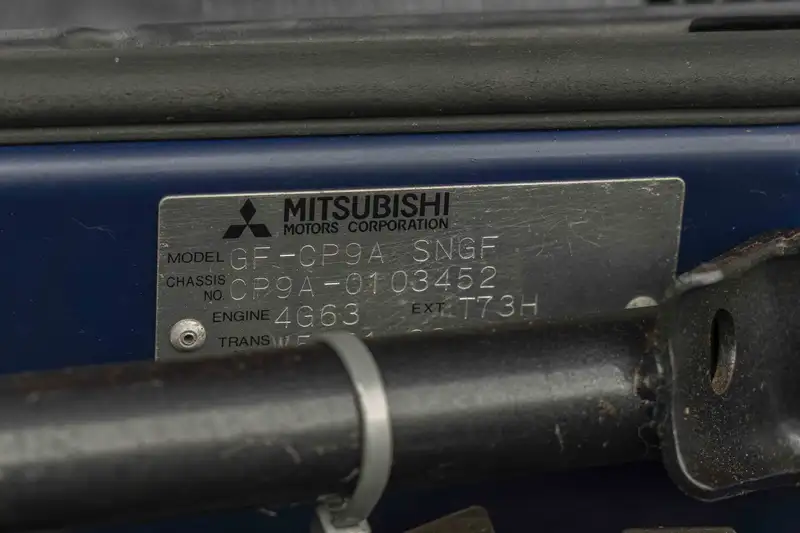 MITSUBISHI
MOTORS CORPORATION
MODEL GF-CP9A SNGF
CHASSIS NO. CP9A-0103452
ENGINE 4G63 EXT T73H
TRANS